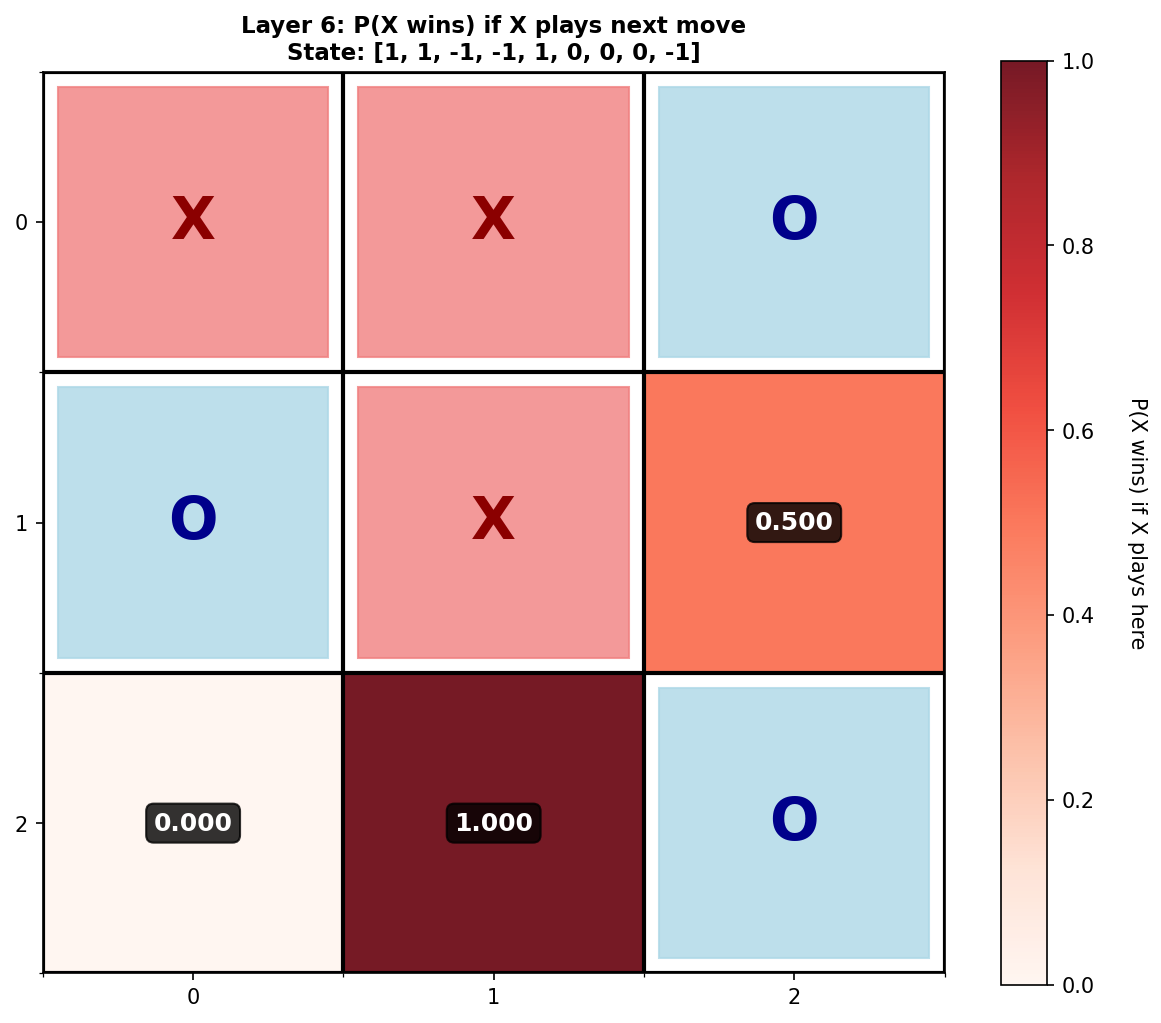 Layer 6: P(X wins) if X plays next move
State: [1, 1, -1, -1, 1, 0, 0, 0, -1]
X
X
O
0
O
X
0.500
1
0.000
1.000
O
2
0
1
2
1.0
0.8
0.6
0.4
0.2
0.0
P(X wins) if X plays here